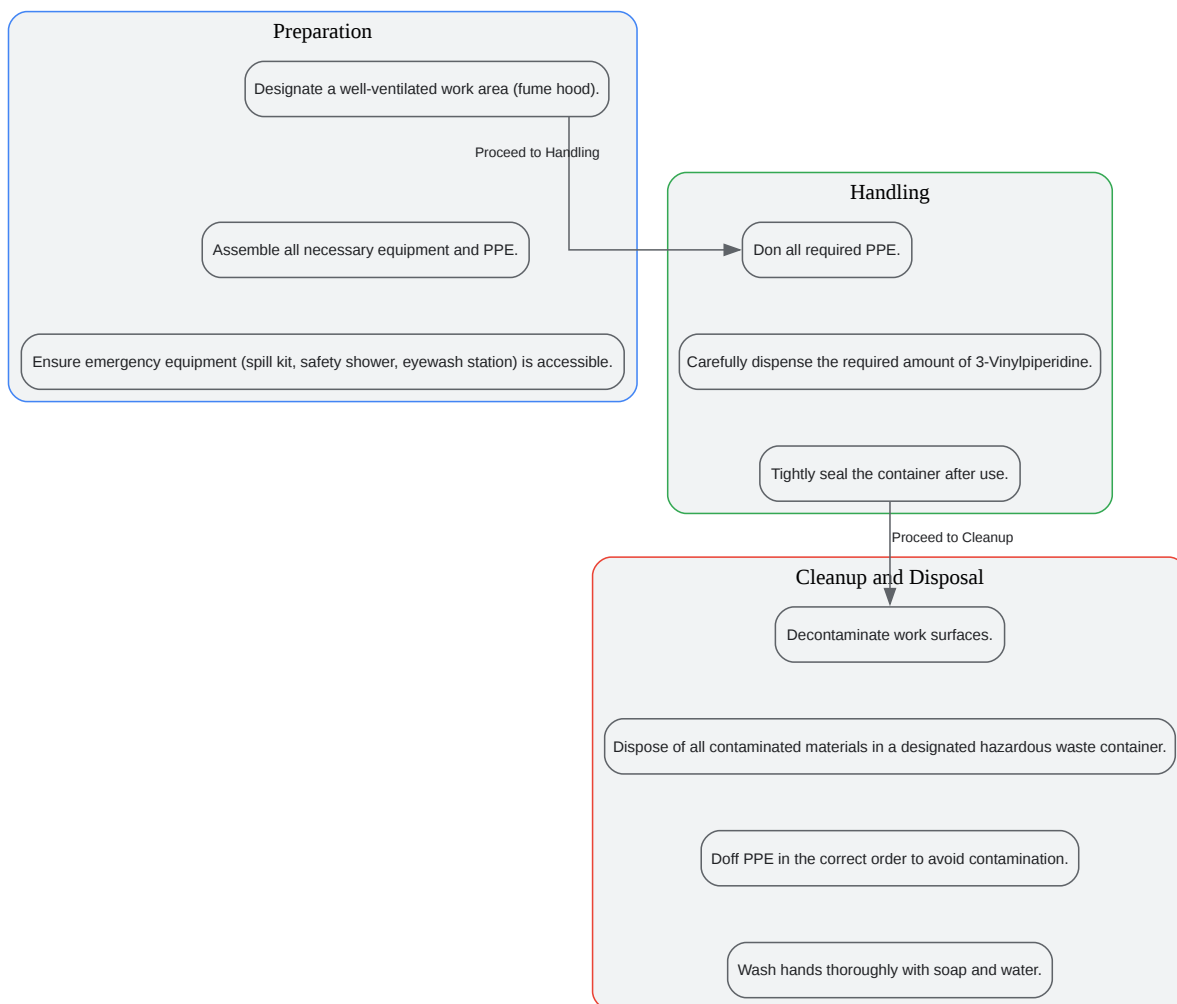 Preparation
Designate a well-ventilated work area (fume hood).
Proceed to Handling
Assemble all necessary equipment and PPE.
Ensure emergency equipment (spill kit, safety shower, eyewash station) is accessible.
Handling
Don all required PPE.
Carefully dispense the required amount of 3-Vinylpiperidine.
Tightly seal the container after use.
Proceed to Cleanup
Cleanup and Disposal
Decontaminate work surfaces.
Dispose of all contaminated materials in a designated hazardous waste container.
Doff PPE in the correct order to avoid contamination.
Wash hands thoroughly with soap and water.